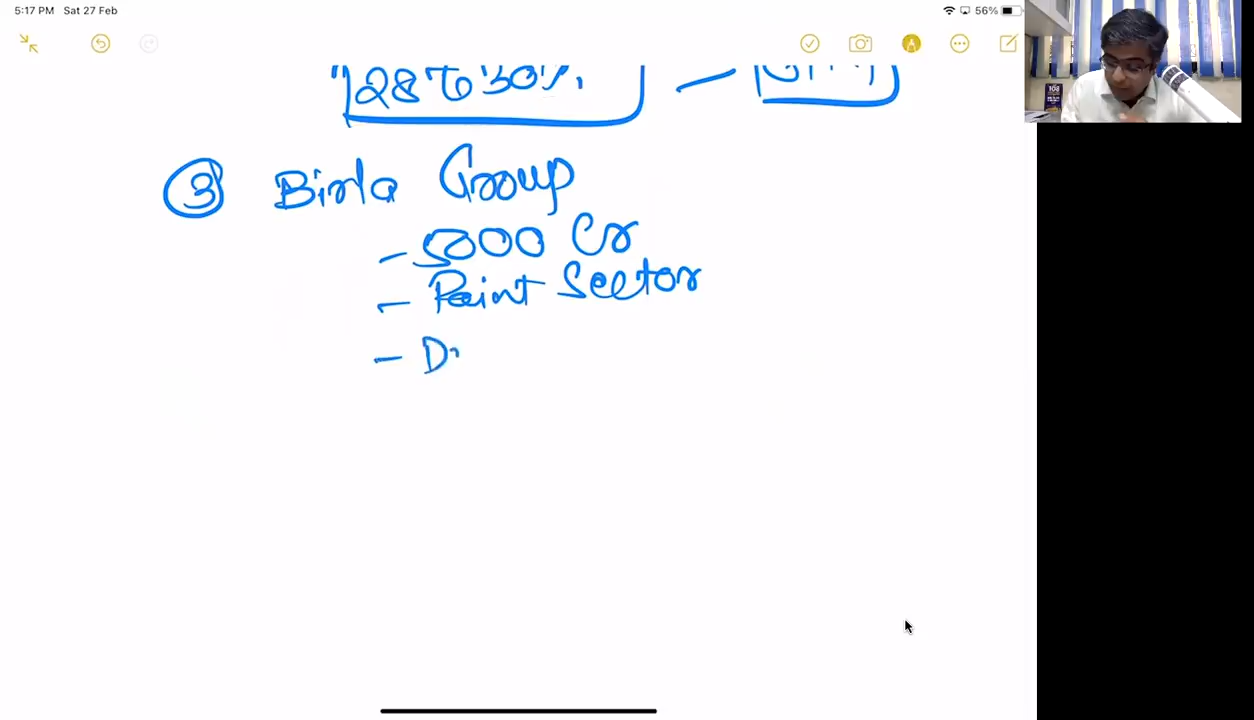 5:17 PM Sat 27 Feb 56%
28 to 30%
③ Birla Group
- 5000 Cr
- Paint Sector
- D